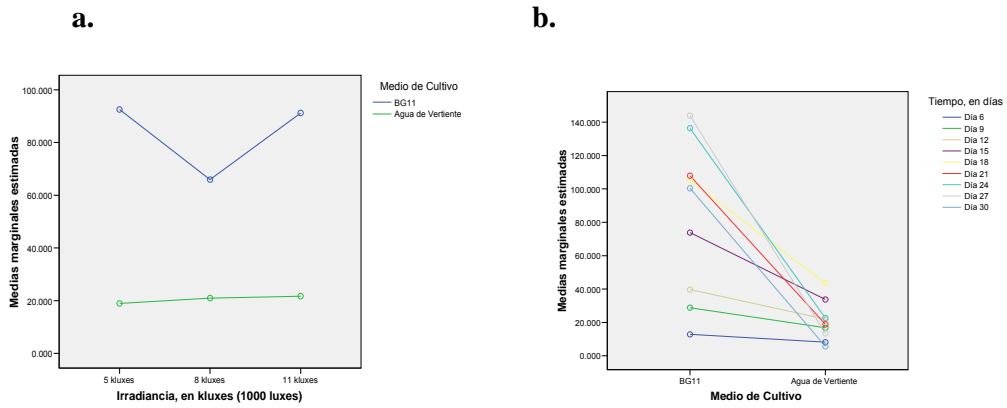 a.
Medias marginales estimadas
100.000
80.000
60.000
40.000
20.000
0.000
5 kluxes
8 kluxes
11 kluxes
Irradiancia, en kluxes (1000 luxes)
Medio de Cultivo
BG11
Agua de Vertiente
b.
Medias marginales estimadas
140.000
120.000
100.000
80.000
60.000
40.000
20.000
0.000
BG11
Agua de Vertiente
Medio de Cultivo
Tiempo, en días
Día 6
Día 9
Día 12
Día 15
Día 18
Día 21
Día 24
Día 27
Día 30